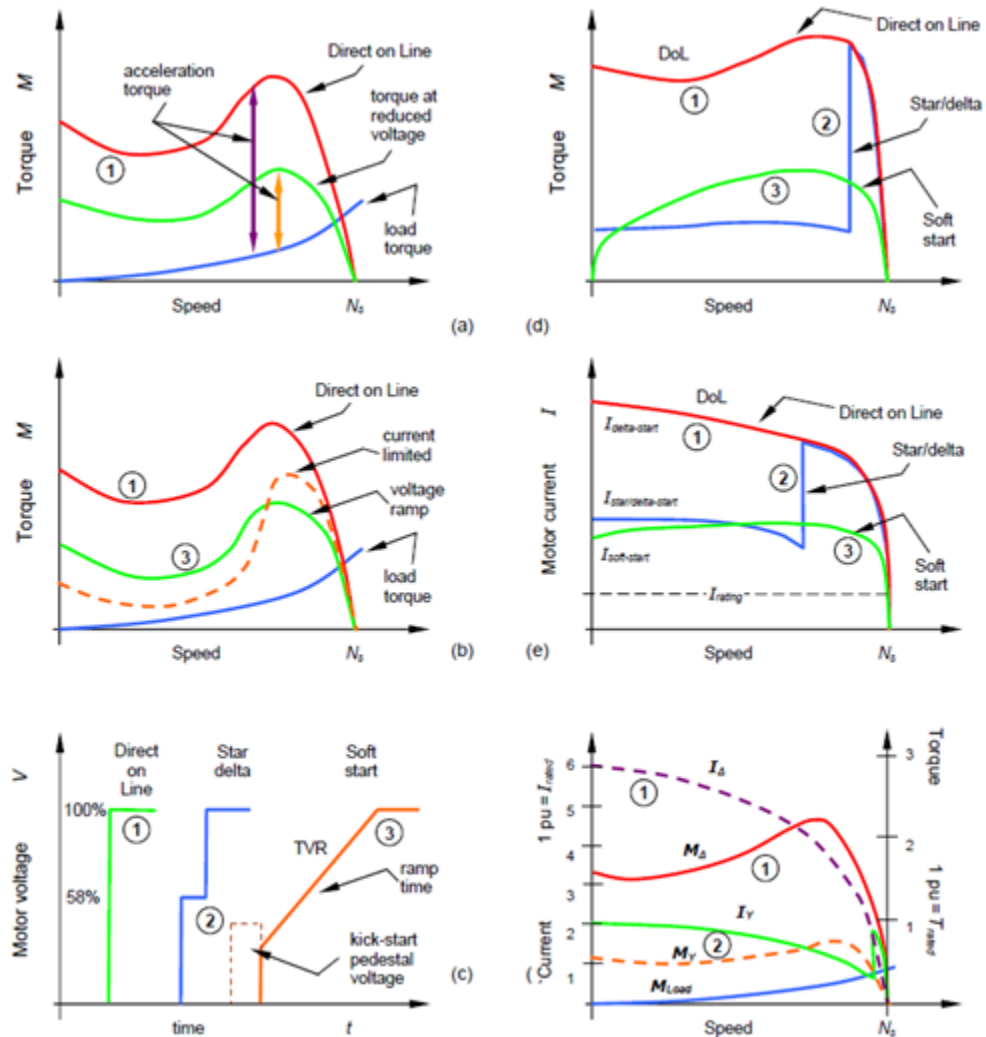 Direct on Line
acceleration
torque
torque at
reduced
voltage
1
load
torque
Torque M
Speed
Ns
(a)
Direct on Line
DoL
1
2
Star/delta
3
Soft
start
Torque M
Speed
Ns
(d)
Direct on Line
current
limited
1
voltage
ramp
3
load
torque
Torque M
Speed
Ns
(b)
DoL
Direct on Line
Idelta-start
1
2
Star/delta
Istar/delta-start
Isoft-start
3
Soft
start
Irating
Motor current I
Speed
Ns
(e)
Direct
on
Line
Star
delta
Soft
start
100%
1
3
TVR
ramp
time
58%
2
kick-start
pedestal
voltage
Motor voltage V
time
t
(c)
6
5
4
3
2
1
Current 1 pu = Irated
IΔ
1
MΔ
1
IY
2
MY
MLoad
3
2
1
0
Torque
1 pu = Trated
Speed
Ns
(